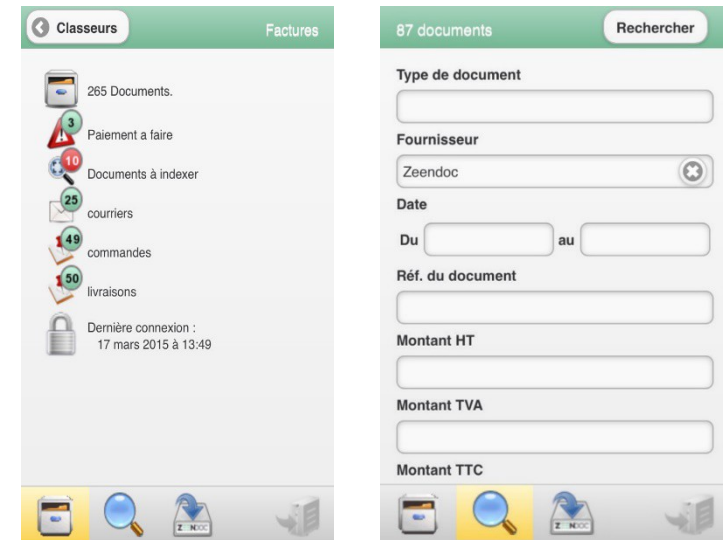 Classeurs
Factures
265 Documents.
3
Paiement a faire
10
Documents à indexer
25
courriers
49
commandes
50
livraisons
Dernière connexion :
17 mars 2015 à 13:49
Z NDOC
87 documents
Rechercher
Type de document
Fournisseur
Zeendoc
Date
Du
au
Réf. du document
Montant HT
Montant TVA
Montant TTC
Z NDOC